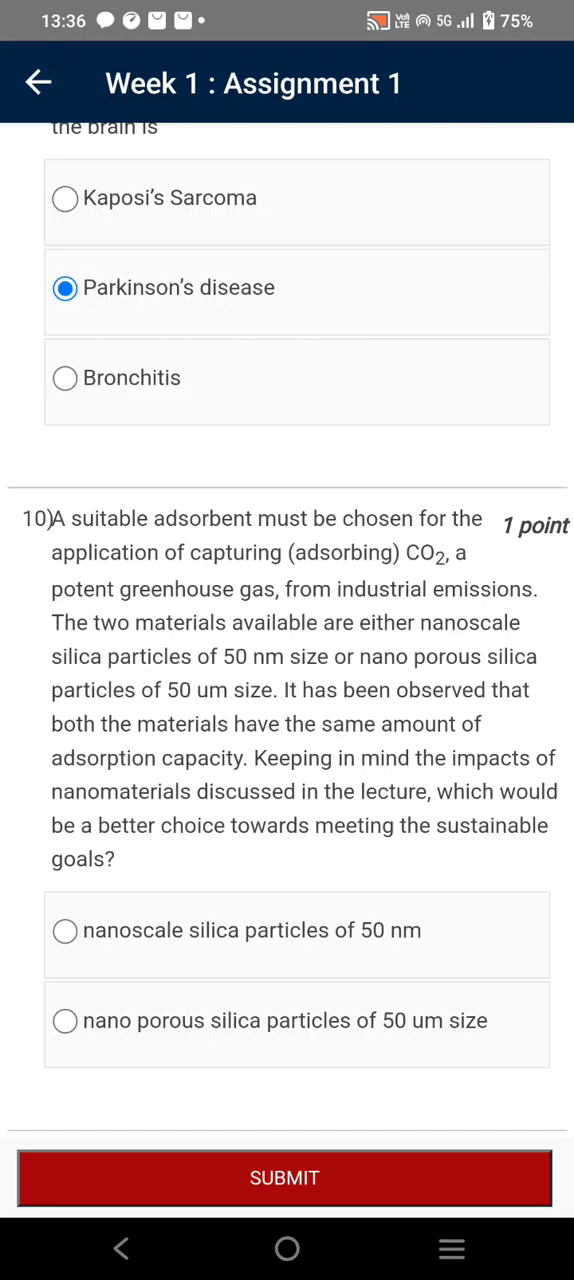 13:36 Vo) LTE 5G 75%
Week 1 : Assignment 1
the brain is
Kaposi’s Sarcoma
Parkinson’s disease
Bronchitis
10)A suitable adsorbent must be chosen for the 1 point
application of capturing (adsorbing) CO2, a
potent greenhouse gas, from industrial emissions.
The two materials available are either nanoscale
silica particles of 50 nm size or nano porous silica
particles of 50 um size. It has been observed that
both the materials have the same amount of
adsorption capacity. Keeping in mind the impacts of
nanomaterials discussed in the lecture, which would
be a better choice towards meeting the sustainable
goals?
nanoscale silica particles of 50 nm
nano porous silica particles of 50 um size
SUBMIT